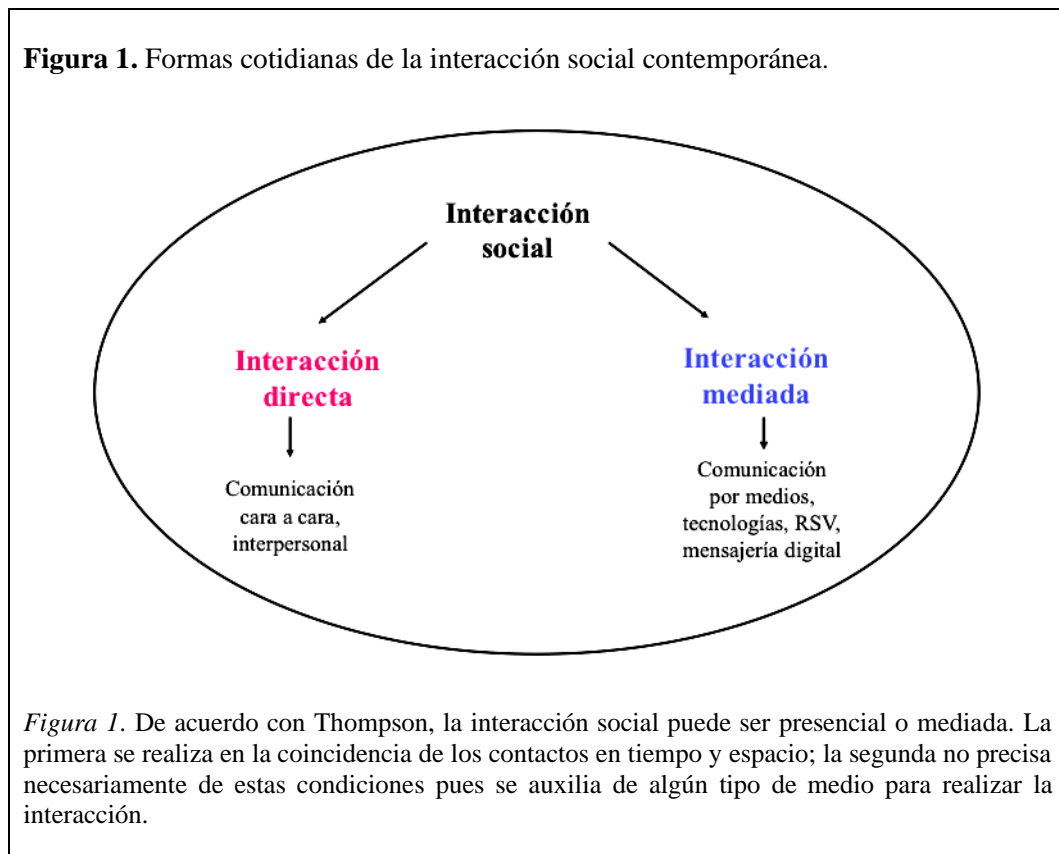 Figura 1. Formas cotidianas de la interacción social contemporánea.
Interacción
social
Interacción
directa
Interacción
mediada
Comunicación
cara a cara,
interpersonal
Comunicación
por medios,
tecnologías, RSV,
mensajería digital
Figura 1. De acuerdo con Thompson, la interacción social puede ser presencial o mediada. La
primera se realiza en la coincidencia de los contactos en tiempo y espacio; la segunda no precisa
necesariamente de estas condiciones pues se auxilia de algún tipo de medio para realizar la
interacción.